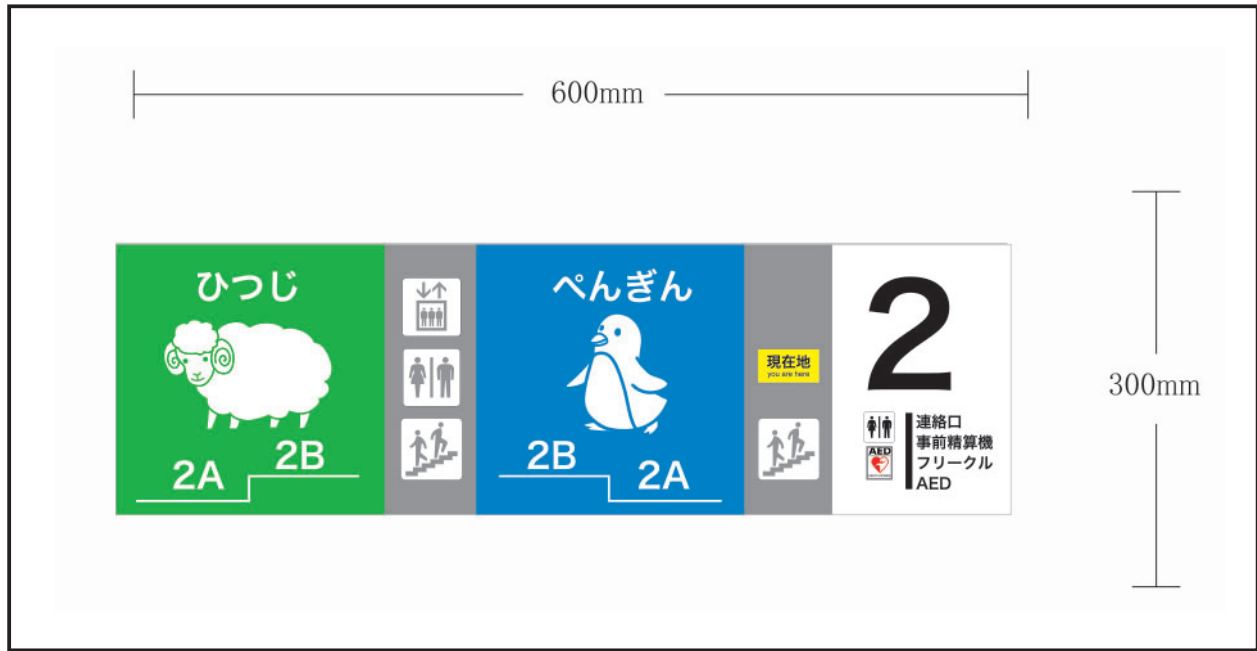 600mm
300mm
ひつじ
2A
2B
ぺんぎん
2B
2A
現在地
you are here
2
連絡口
事前精算機
フリークル
AED
AED